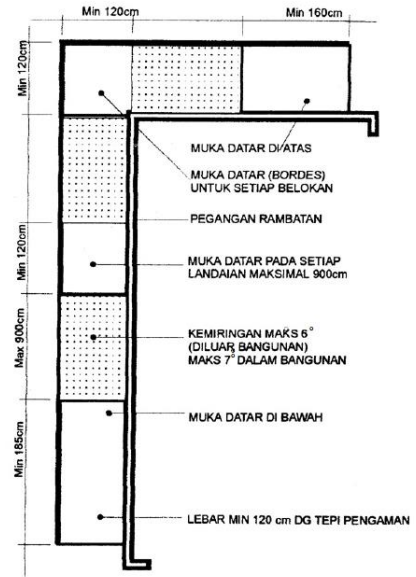 Min 120cm
Min 160cm
Min 120cm
MUKA DATAR DI ATAS
MUKA DATAR (BORDES)
UNTUK SETIAP BELOKAN
PEGANGAN RAMBATAN
Min 120cm
MUKA DATAR PADA SETIAP
LANDAIAN MAKSIMAL 900cm
Max 900cm
KEMIRINGAN MAKS 6°
(DILUAR BANGUNAN)
MAKS 7° DALAM BANGUNAN
MUKA DATAR DI BAWAH
Min 185cm
LEBAR MIN 120 cm DG TEPI PENGAMAN